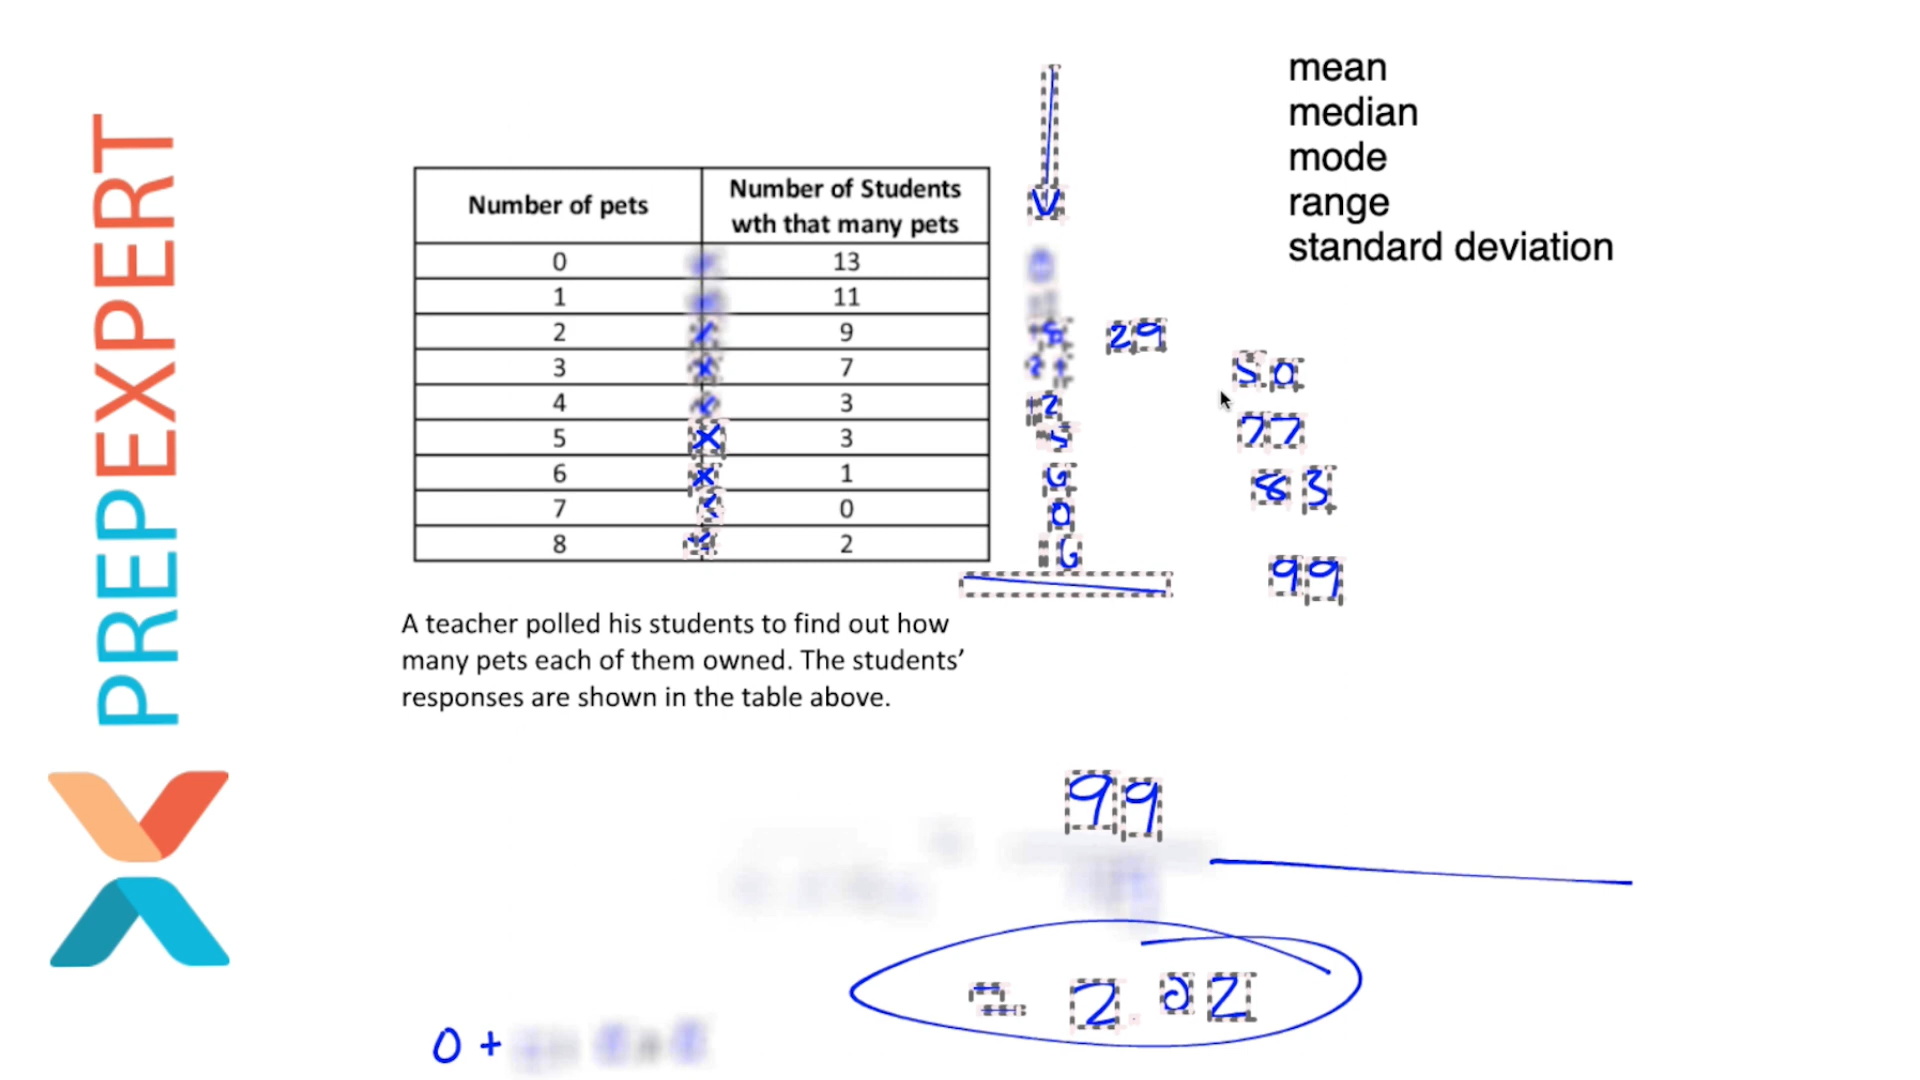 PREPEXPERT
mean
median
mode
range
standard deviation
Number of pets Number of Students wth that many pets
0 13
1 11
2 9
3 7
4 3
5 3
6 1
7 0
8 2
29
50
77
83
99
A teacher polled his students to find out how
many pets each of them owned. The students’
responses are shown in the table above.
99
= 2.02
0 +